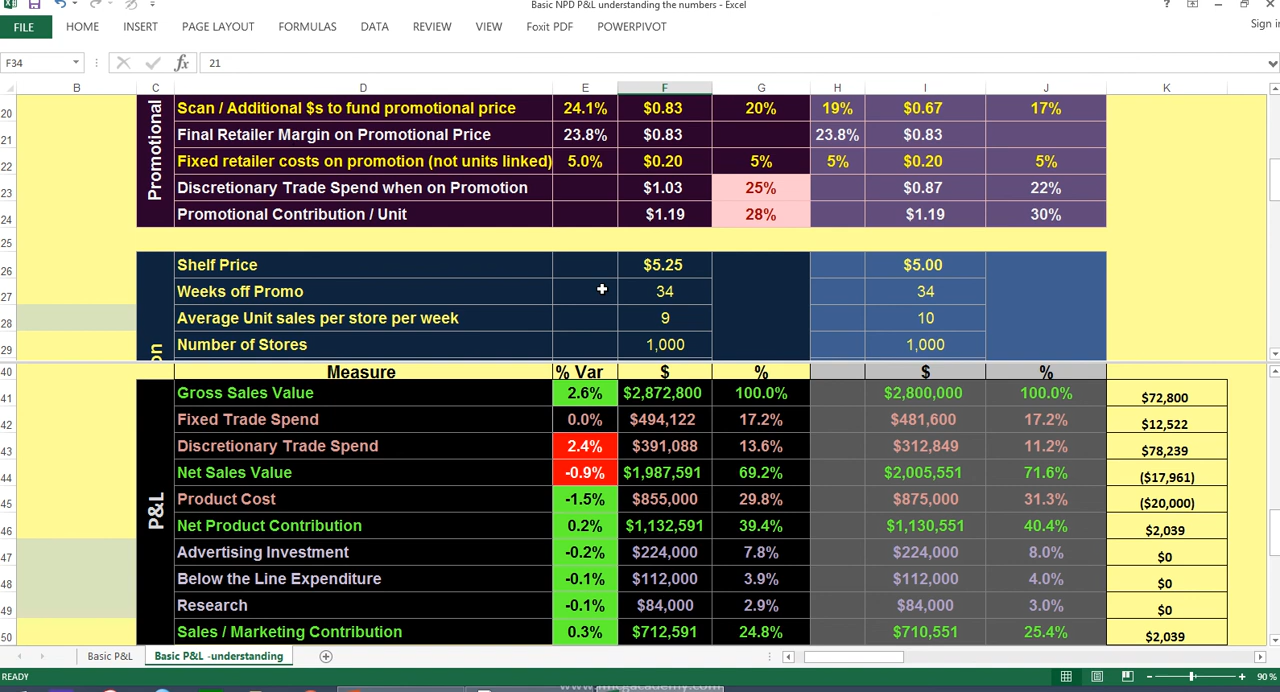 Basic NPD P&L understanding the numbers - Excel
FILE HOME INSERT PAGE LAYOUT FORMULAS DATA REVIEW VIEW Foxit PDF POWERPIVOT Sign in
F34 fx 21
B C D E F G H I J K
Promotional
20 Scan / Additional $s to fund promotional price 24.1% $0.83 20% 19% $0.67 17%
21 Final Retailer Margin on Promotional Price 23.8% $0.83 23.8% $0.83
22 Fixed retailer costs on promotion (not units linked) 5.0% $0.20 5% 5% $0.20 5%
23 Discretionary Trade Spend when on Promotion $1.03 25% $0.87 22%
24 Promotional Contribution / Unit $1.19 28% $1.19 30%
25
26 Shelf Price $5.25 $5.00
27 Weeks off Promo 34 34
28 Average Unit sales per store per week 9 10
29 Number of Stores 1,000 1,000
on
40 Measure % Var $ % $ %
41 Gross Sales Value 2.6% $2,872,800 100.0% $2,800,000 100.0% $72,800
42 Fixed Trade Spend 0.0% $494,122 17.2% $481,600 17.2% $12,522
43 Discretionary Trade Spend 2.4% $391,088 13.6% $312,849 11.2% $78,239
44 Net Sales Value -0.9% $1,987,591 69.2% $2,005,551 71.6% ($17,961)
45 Product Cost -1.5% $855,000 29.8% $875,000 31.3% ($20,000)
P&L
46 Net Product Contribution 0.2% $1,132,591 39.4% $1,130,551 40.4% $2,039
47 Advertising Investment -0.2% $224,000 7.8% $224,000 8.0% $0
48 Below the Line Expenditure -0.1% $112,000 3.9% $112,000 4.0% $0
49 Research -0.1% $84,000 2.9% $84,000 3.0% $0
50 Sales / Marketing Contribution 0.3% $712,591 24.8% $710,551 25.4% $2,039
Basic P&L Basic P&L -understanding
READY 90%